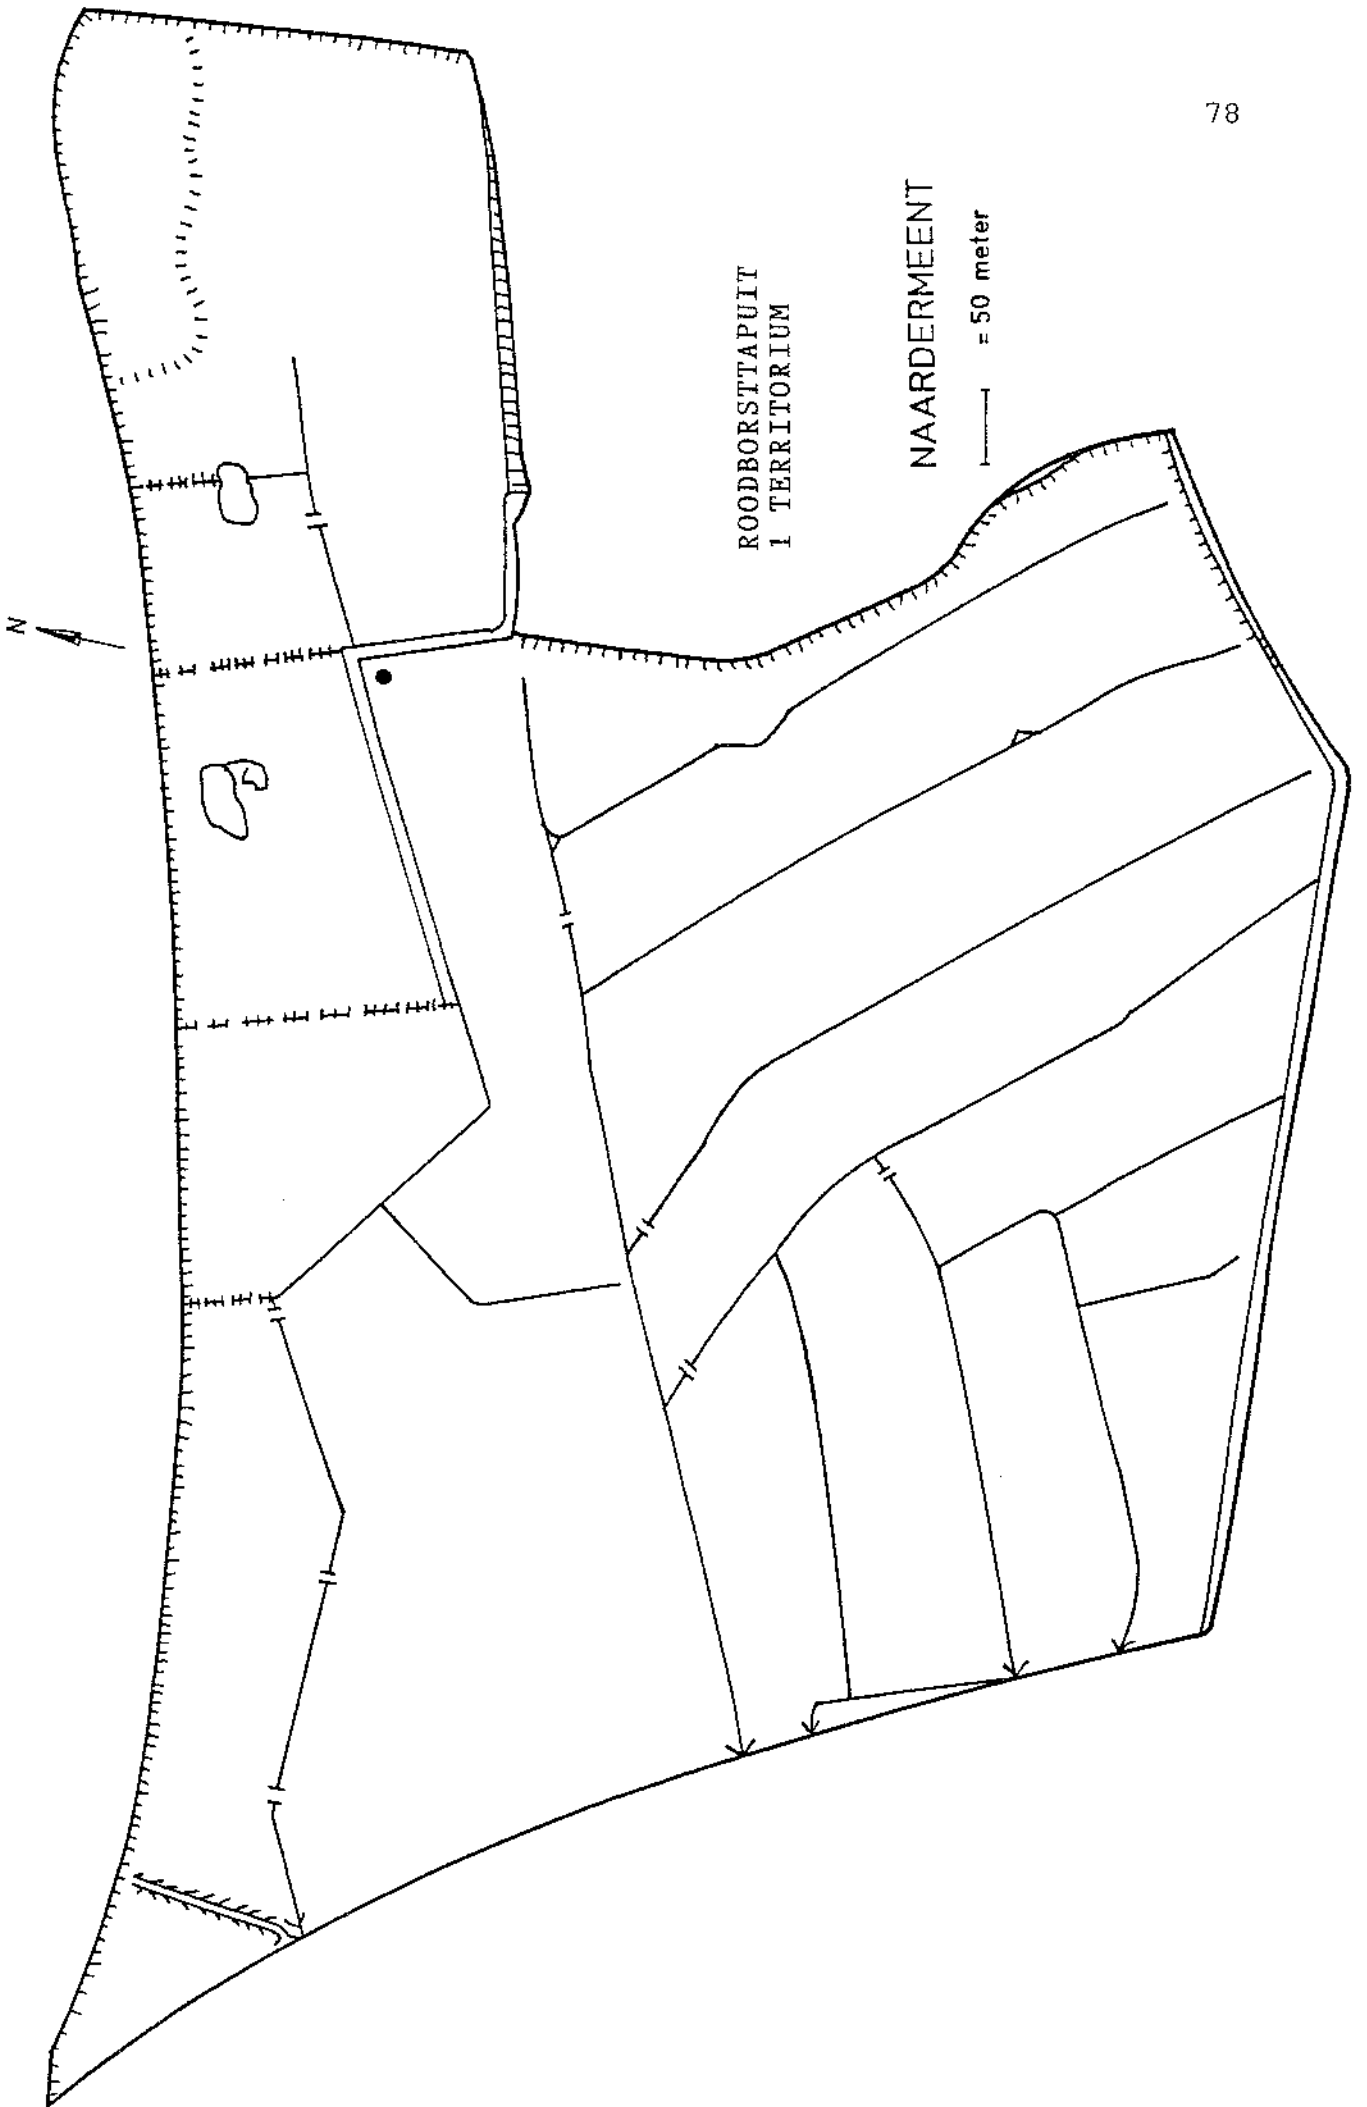 78
N
ROODBORSTTAPUIT
1 TERRITORIUM
NAARDERMEENT
= 50 meter